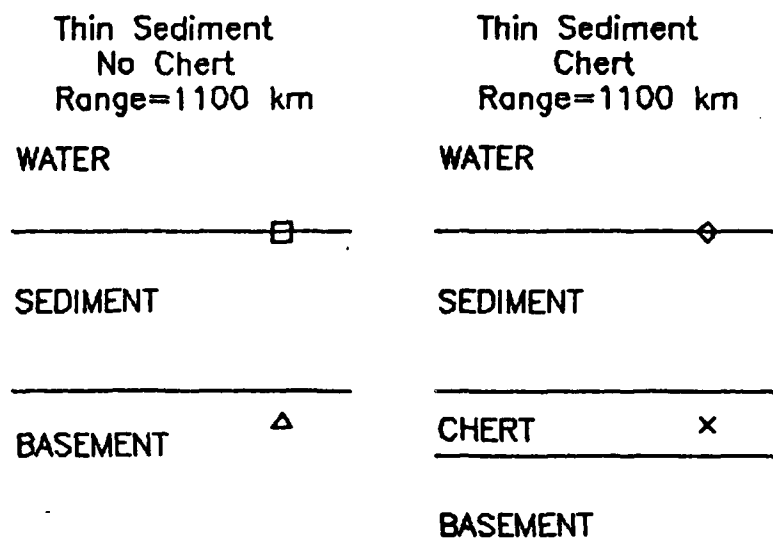 Thin Sediment
No Chert
Range=1100 km
WATER
SEDIMENT
BASEMENT
Thin Sediment
Chert
Range=1100 km
WATER
SEDIMENT
CHERT
BASEMENT